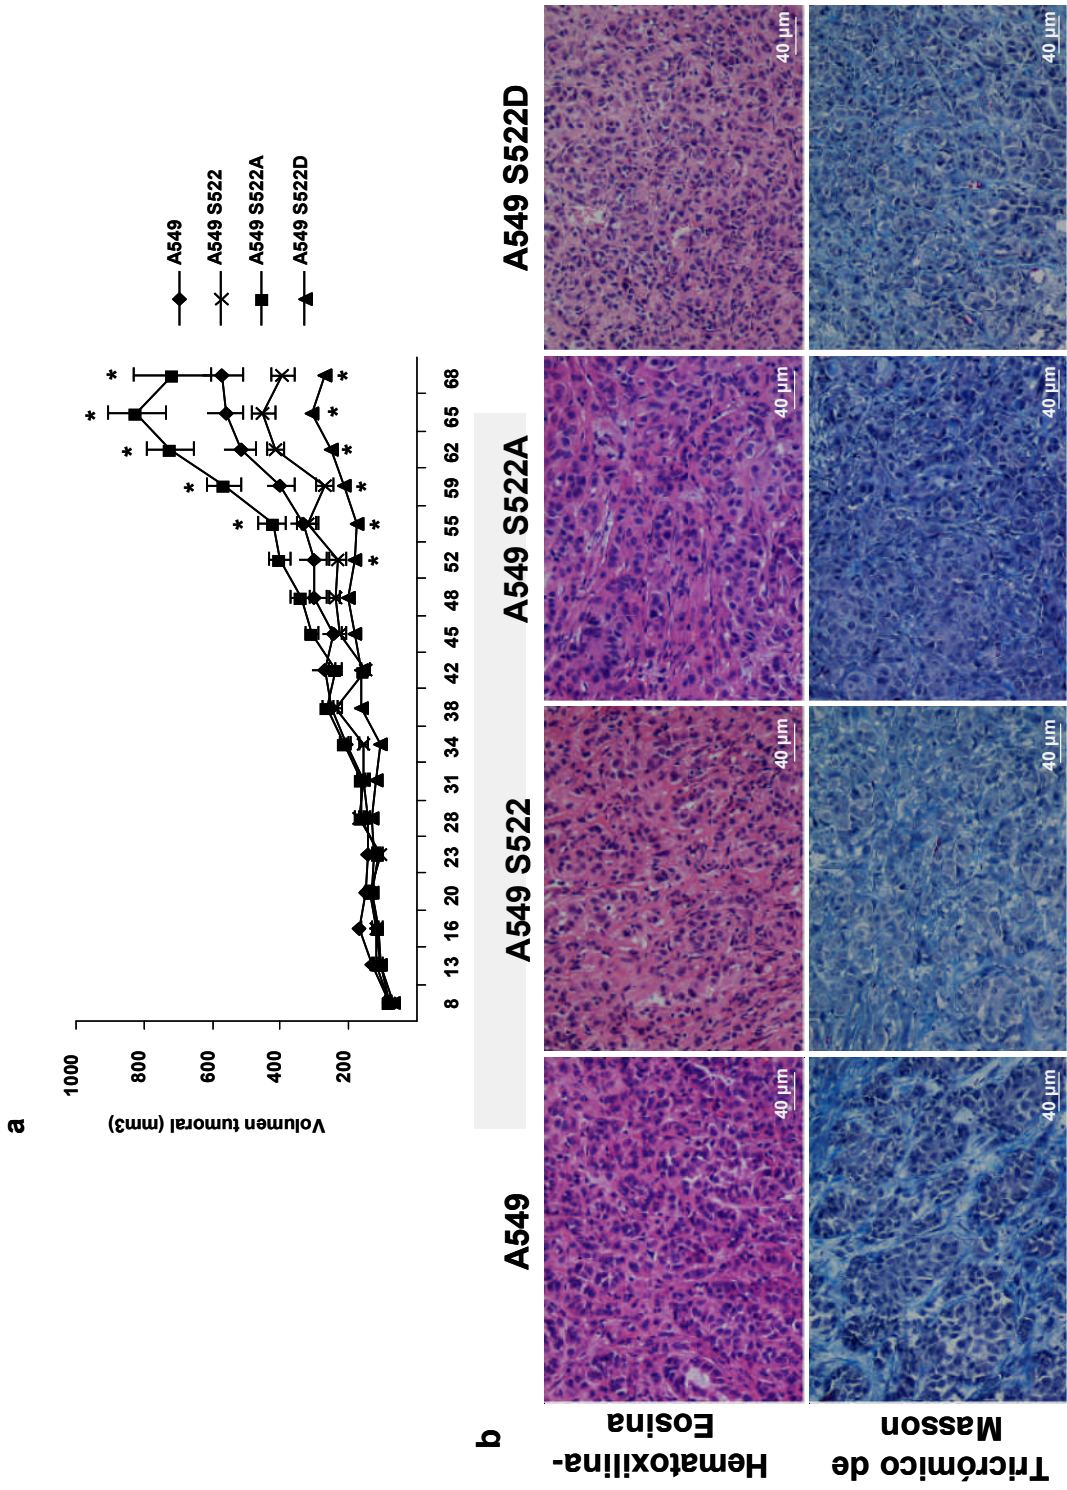 a
Volumen tumoral (mm3)
1000
800
600
400
200
8 13 16 20 23 28 31 34 38 42 45 48 52 55 59 62 65 68
* * * * *
* * * * * *
A549
A549 S522
A549 S522A
A549 S522D
b
A549 A549 S522 A549 S522A A549 S522D
Hematoxilina-
Eosina
40 µm 40 µm 40 µm 40 µm
Tricrómico de
Masson
40 µm 40 µm 40 µm 40 µm